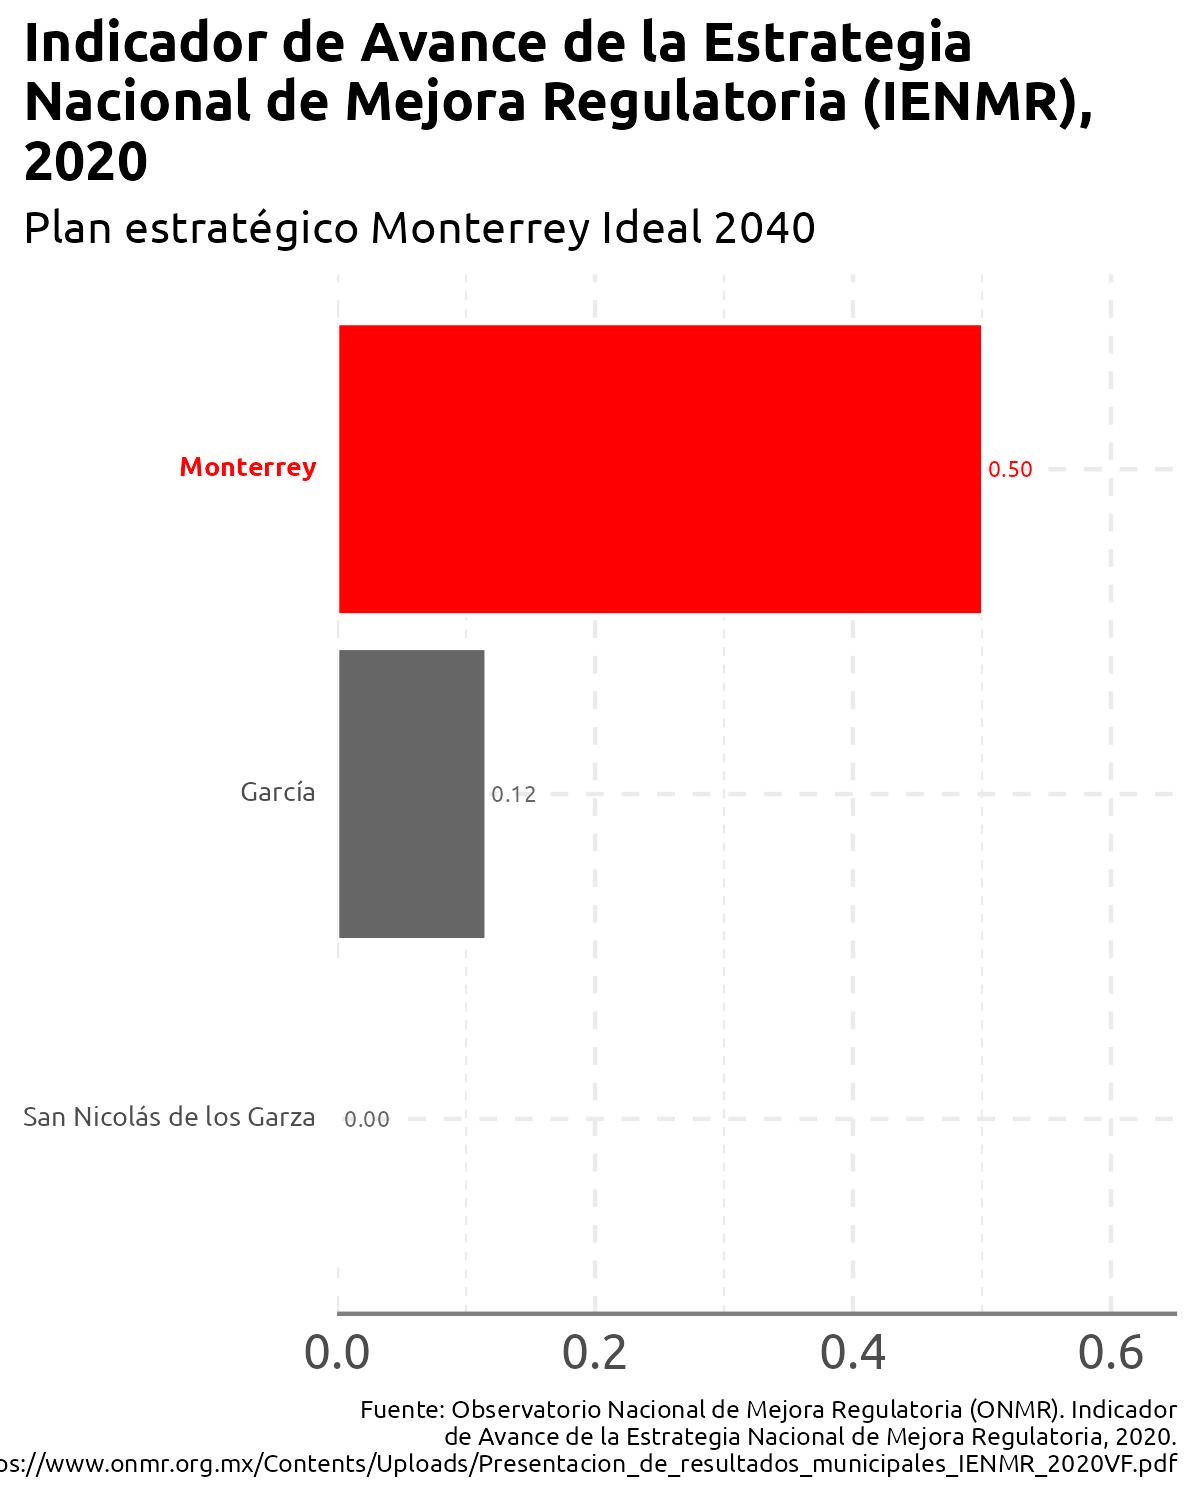 Indicador de Avance de la Estrategia
Nacional de Mejora Regulatoria (IENMR),
2020
Plan estratégico Monterrey Ideal 2040
Monterrey
0.50
García
0.12
San Nicolás de los Garza
0.00
0.0 0.2 0.4 0.6
Fuente: Observatorio Nacional de Mejora Regulatoria (ONMR). Indicador
de Avance de la Estrategia Nacional de Mejora Regulatoria, 2020.
ps://www.onmr.org.mx/Contents/Uploads/Presentacion_de_resultados_municipales_IENMR_2020VF.pdf